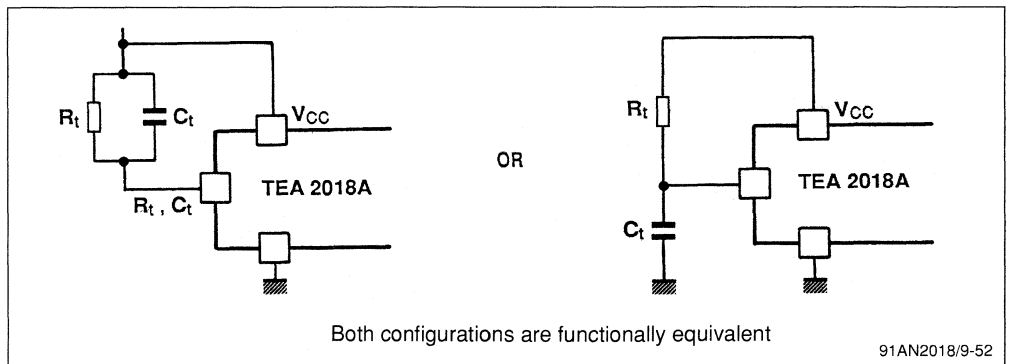 Rt
Ct
VCC
TEA 2018A
Rt , Ct
OR
Rt
VCC
TEA 2018A
Ct
Both configurations are functionally equivalent
91AN2018/9-52